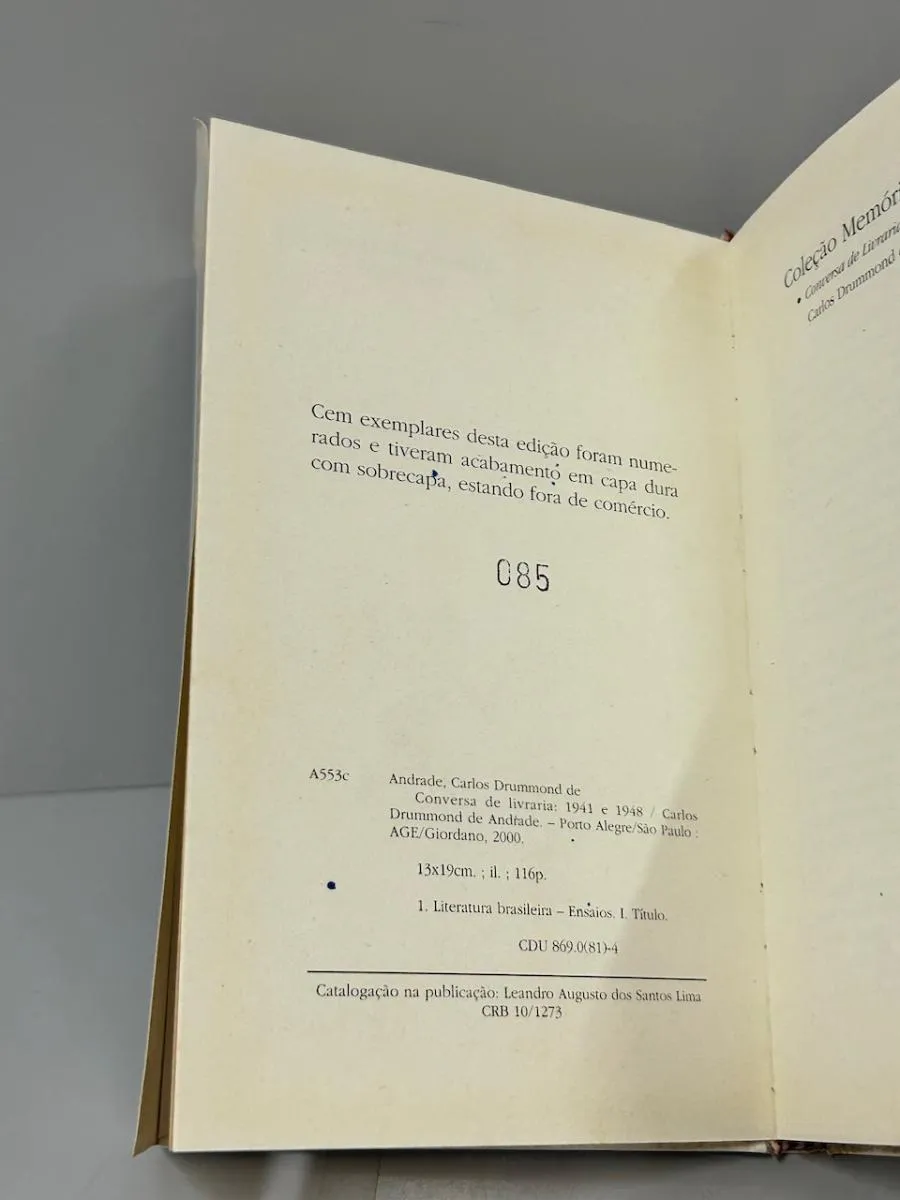 Cem exemplares desta edição foram nume-
rados e tiveram acabamento em capa dura
com sobrecapa, estando fora de comércio.
085
A553c
Andrade, Carlos Drummond de
Conversa de livraria: 1941 e 1948 / Carlos
Drummond de Andrade. – Porto Alegre/São Paulo :
AGE/Giordano, 2000.
13x19cm. ; il. ; 116p.
1. Literatura brasileira – Ensaios. I. Título.
CDU 869.0(81)-4
Catalogação na publicação: Leandro Augusto dos Santos Lima
CRB 10/1273
Coleção
• Conversa de
Carlos Drummond